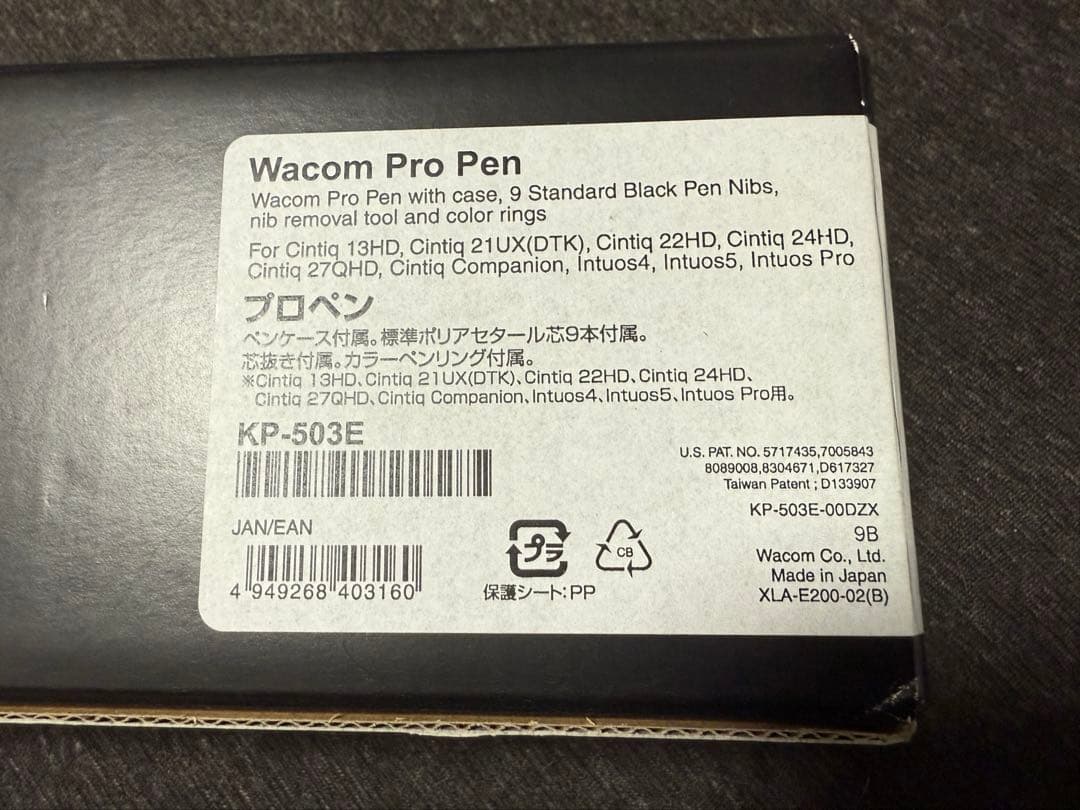 Wacom Pro Pen
Wacom Pro Pen with case, 9 Standard Black Pen Nibs,
nib removal tool and color rings
For Cintiq 13HD, Cintiq 21UX(DTK), Cintiq 22HD, Cintiq 24HD,
Cintiq 27QHD, Cintiq Companion, Intuos4, Intuos5, Intuos Pro
プロペン
ペンケース付属。標準ポリアセタール芯9本付属。
芯抜き付属。カラーペンリング付属。
※Cintiq 13HD、Cintiq 21UX(DTK)、Cintiq 22HD、Cintiq 24HD、
Cintiq 27QHD、Cintiq Companion、Intuos4、Intuos5、Intuos Pro用。
KP-503E
JAN/EAN
4 949268 403160
プラ
保護シート:PP
CB
U.S. PAT. NO. 5717435,7005843
8089008,8304671,D617327
Taiwan Patent ; D133907
KP-503E-00DZX
9B
Wacom Co., Ltd.
Made in Japan
XLA-E200-02(B)